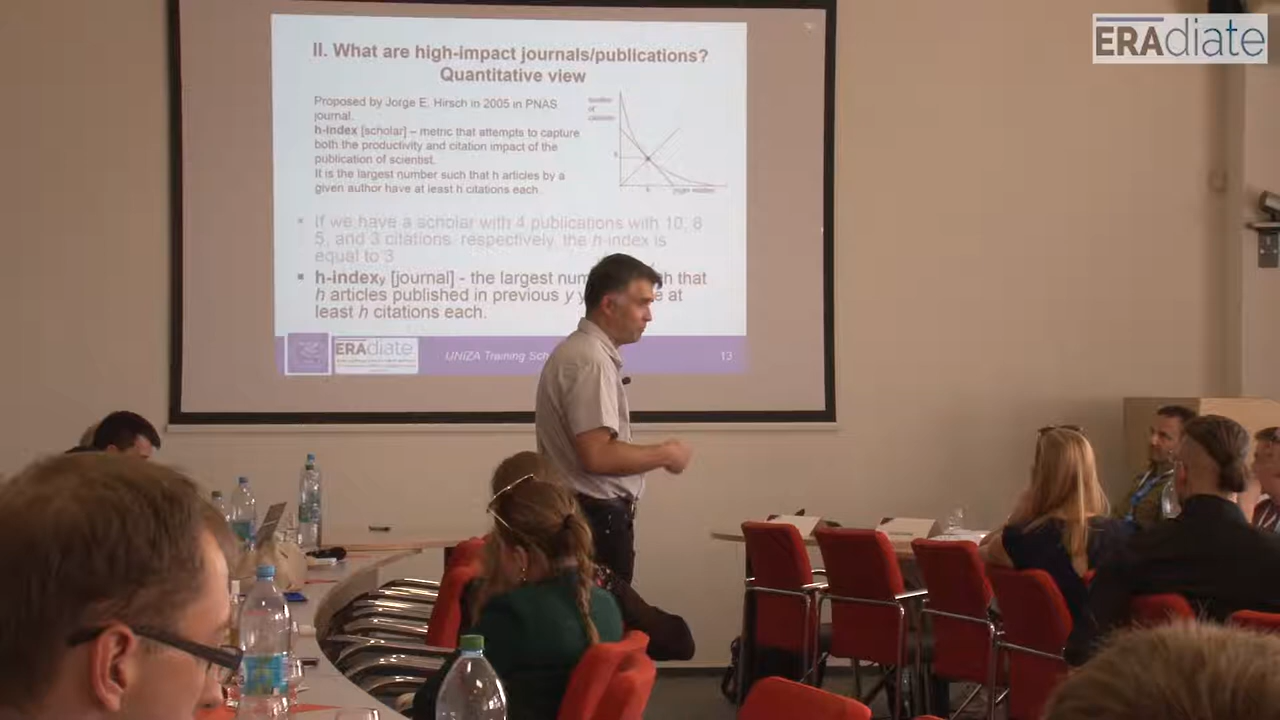 ERAdiate
II. What are high-impact journals/publications?
Quantitative view
Proposed by Jorge E. Hirsch in 2005 in PNAS
journal.
h-Index [scholar] – metric that attempts to capture
both the productivity and citation impact of the
publication of scientist.
It is the largest number such that h articles by a
given author have at least h citations each.
If we have a scholar with 4 publications with 10, 8
5, and 3 citations, respectively, the h-index is
equal to 3
h-indexy [journal] - the largest that
h articles published in previous y at
least h citations each.
ERAdiate
UNIZA Training
13